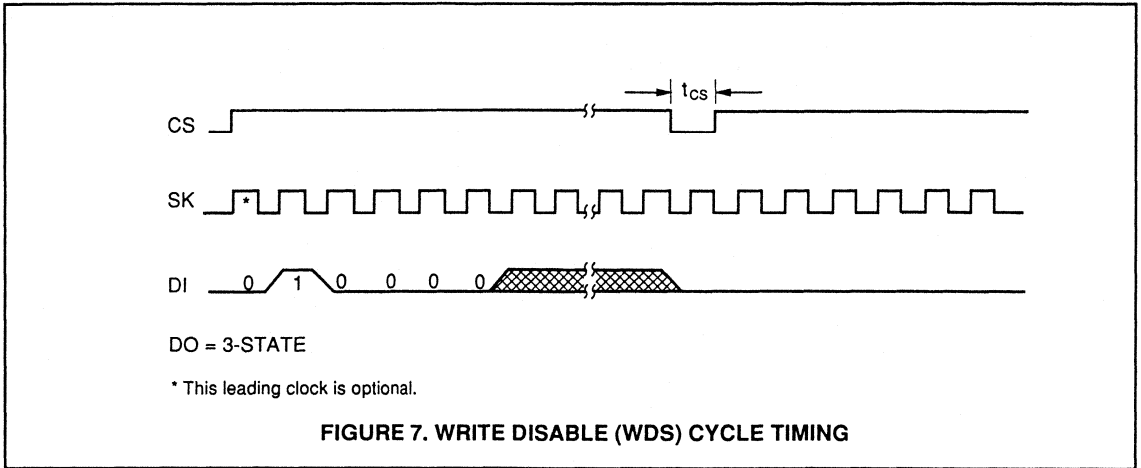 tCS
CS
SK *
DI 0 1 0 0 0 0
DO = 3-STATE
* This leading clock is optional.
FIGURE 7. WRITE DISABLE (WDS) CYCLE TIMING